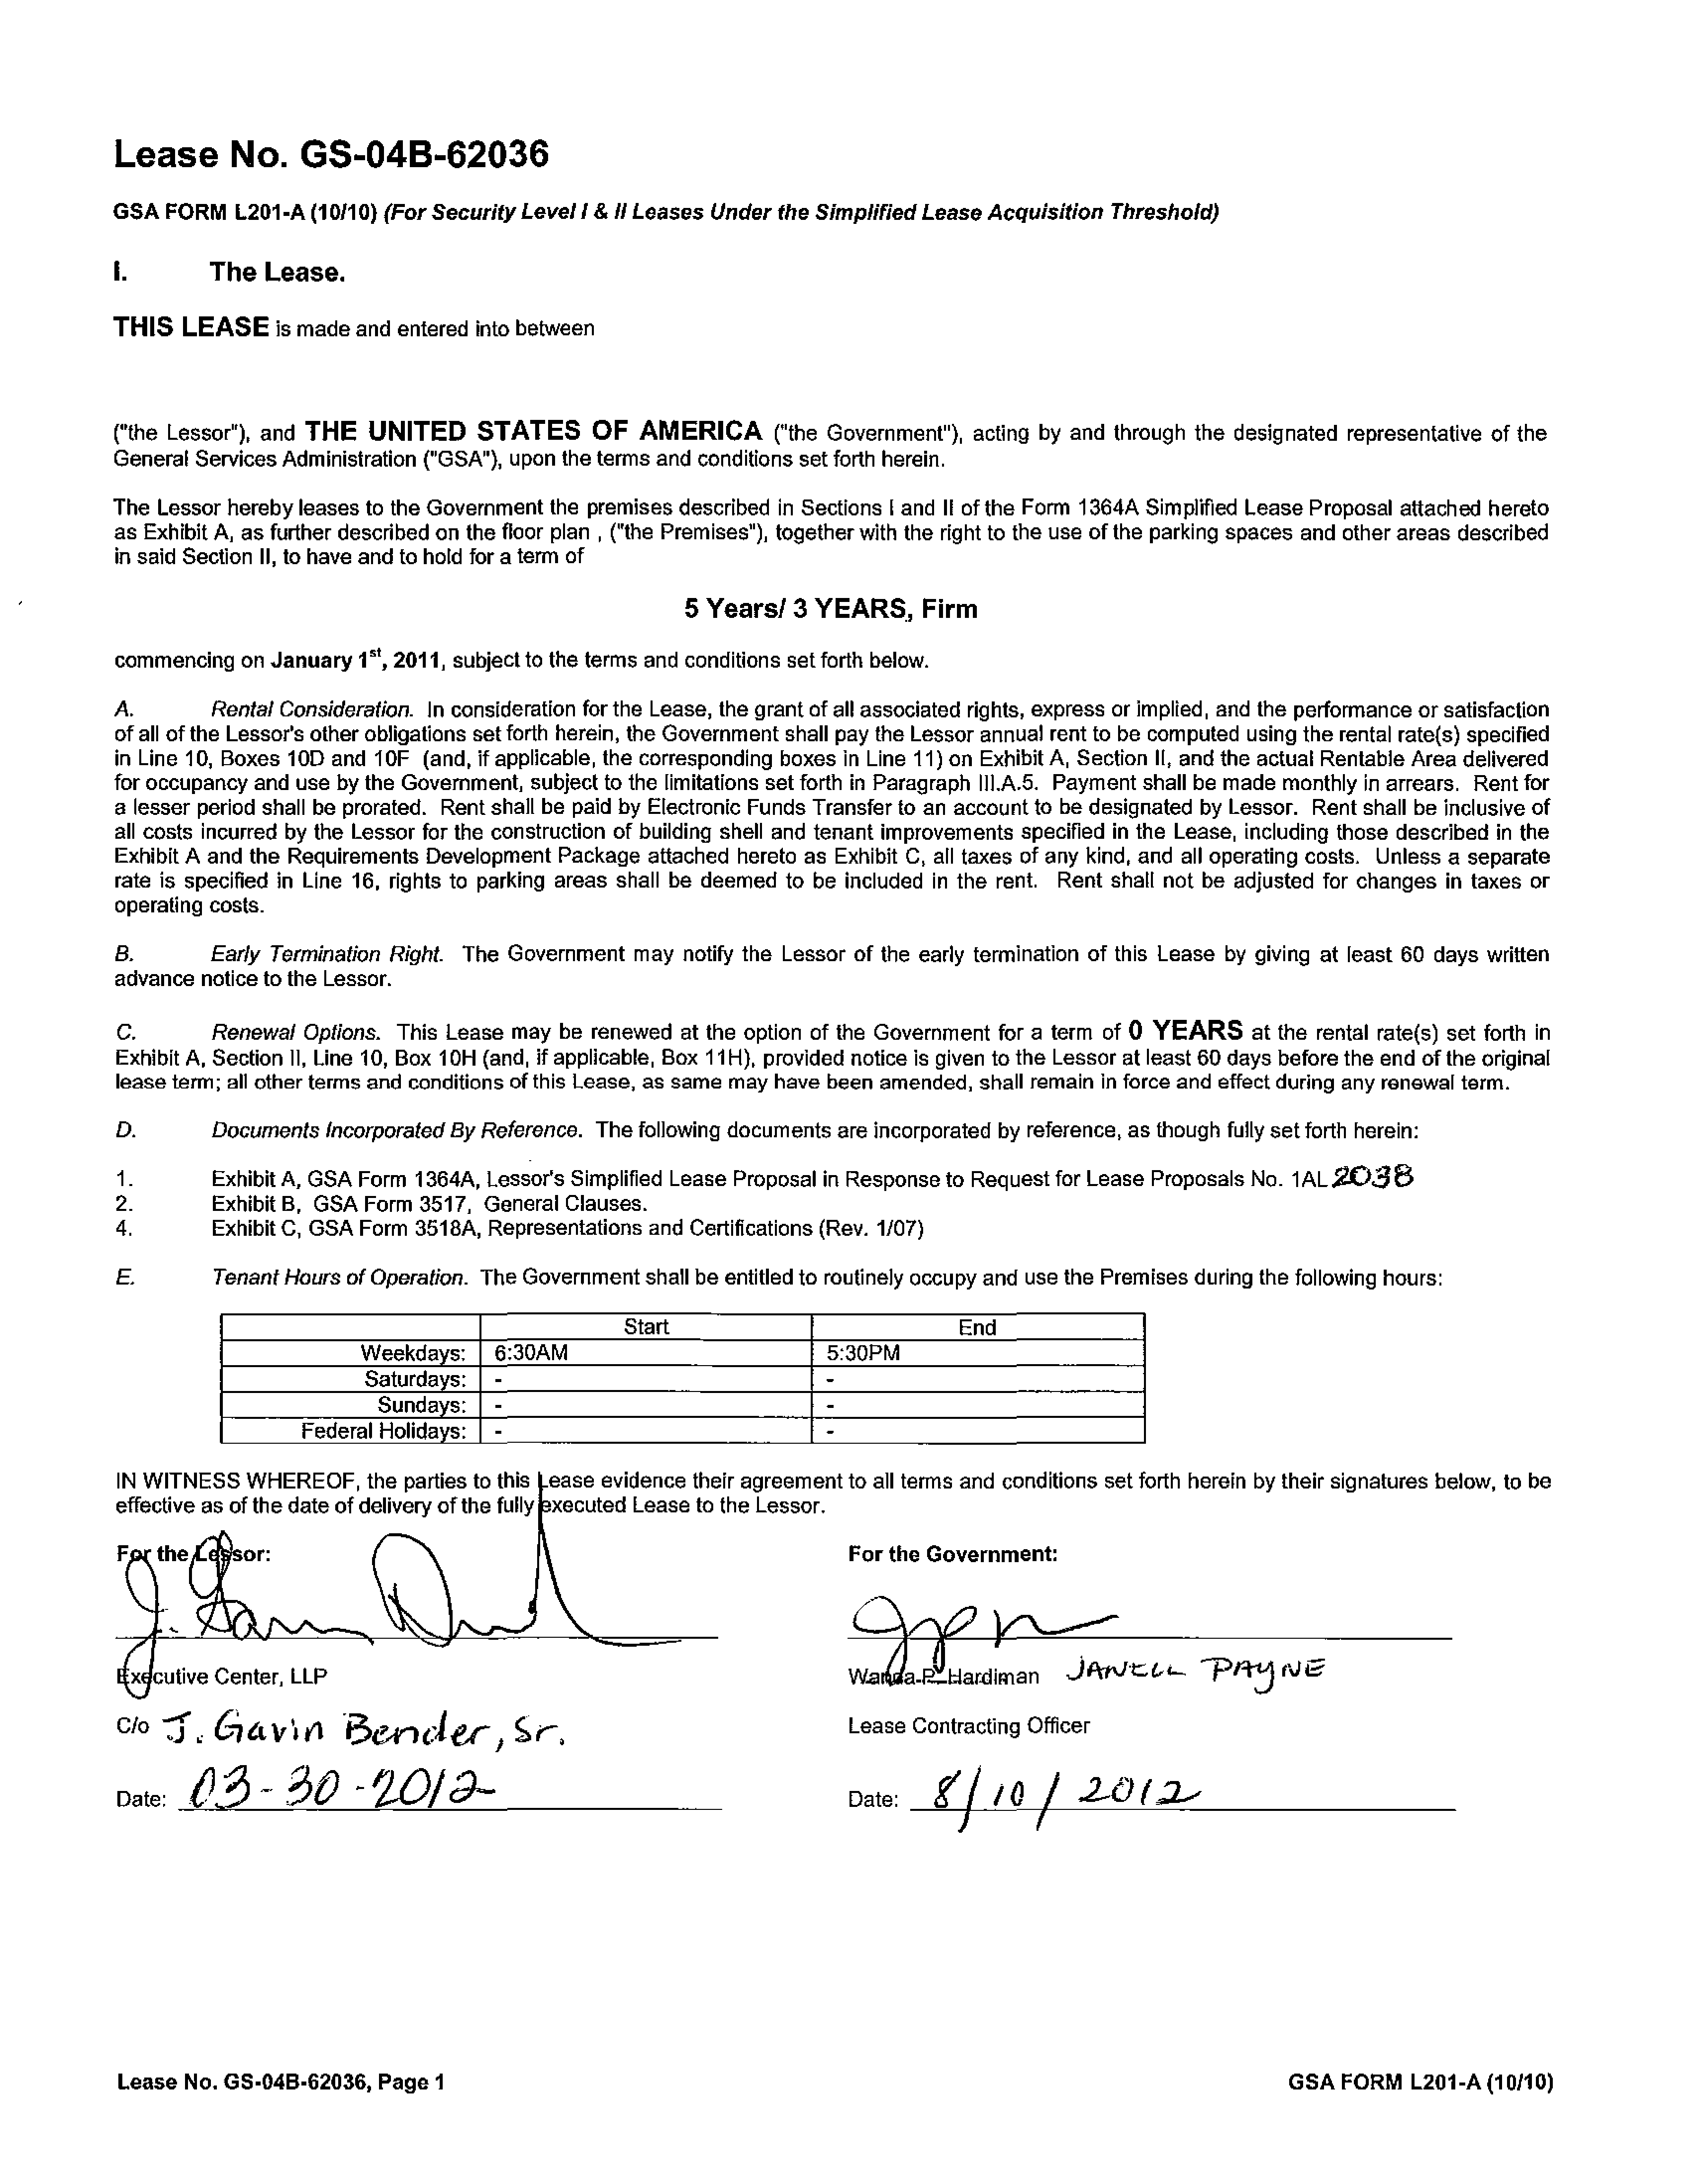 Lease No. GS-04B-62036
GSA FORM L201-A (10/10) (For Security Level I & II Leases Under the Simplified Lease Acquisition Threshold)
I. The Lease.
THIS LEASE is made and entered into between
("the Lessor"), and THE UNITED STATES OF AMERICA ("the Government"), acting by and through the designated representative of the
General Services Administration ("GSA"), upon the terms and conditions set forth herein.
The Lessor hereby leases to the Government the premises described in Sections I and II of the Form 1364A Simplified Lease Proposal attached hereto
as Exhibit A, as further described on the floor plan , ("the Premises"), together with the right to the use of the parking spaces and other areas described
in said Section II, to have and to hold for a term of
5 Years/ 3 YEARS, Firm
commencing on January 1st, 2011, subject to the terms and conditions set forth below.
A. Rental Consideration. In consideration for the Lease, the grant of all associated rights, express or implied, and the performance or satisfaction
of all of the Lessor's other obligations set forth herein, the Government shall pay the Lessor annual rent to be computed using the rental rate(s) specified
in Line 10, Boxes 10D and 10F (and, if applicable, the corresponding boxes in Line 11) on Exhibit A, Section II, and the actual Rentable Area delivered
for occupancy and use by the Government, subject to the limitations set forth in Paragraph III.A.5. Payment shall be made monthly in arrears. Rent for
a lesser period shall be prorated. Rent shall be paid by Electronic Funds Transfer to an account to be designated by Lessor. Rent shall be inclusive of
all costs incurred by the Lessor for the construction of building shell and tenant improvements specified in the Lease, including those described in the
Exhibit A and the Requirements Development Package attached hereto as Exhibit C, all taxes of any kind, and all operating costs. Unless a separate
rate is specified in Line 16, rights to parking areas shall be deemed to be included in the rent. Rent shall not be adjusted for changes in taxes or
operating costs.
B. Early Termination Right. The Government may notify the Lessor of the early termination of this Lease by giving at least 60 days written
advance notice to the Lessor.
C. Renewal Options. This Lease may be renewed at the option of the Government for a term of 0 YEARS at the rental rate(s) set forth in
Exhibit A, Section II, Line 10, Box 10H (and, if applicable, Box 11H), provided notice is given to the Lessor at least 60 days before the end of the original
lease term; all other terms and conditions of this Lease, as same may have been amended, shall remain in force and effect during any renewal term.
D. Documents Incorporated By Reference. The following documents are incorporated by reference, as though fully set forth herein:
1. Exhibit A, GSA Form 1364A, Lessor's Simplified Lease Proposal in Response to Request for Lease Proposals No. 1AL2038
2. Exhibit B, GSA Form 3517, General Clauses.
4. Exhibit C, GSA Form 3518A, Representations and Certifications (Rev. 1/07)
E. Tenant Hours of Operation. The Government shall be entitled to routinely occupy and use the Premises during the following hours:
Start End
Weekdays: 6:30AM 5:30PM
Saturdays: - -
Sundays: - -
Federal Holidays: - -
IN WITNESS WHEREOF, the parties to this Lease evidence their agreement to all terms and conditions set forth herein by their signatures below, to be
effective as of the date of delivery of the fully executed Lease to the Lessor.
For the Lessor: For the Government:
Executive Center, LLP Wanda P. Hardiman JANELL PAYNE
C/o J. Gavin Bender, Sr. Lease Contracting Officer
Date: 03-30-2012 Date: 8/10/2012
Lease No. GS-04B-62036, Page 1 GSA FORM L201-A (10/10)